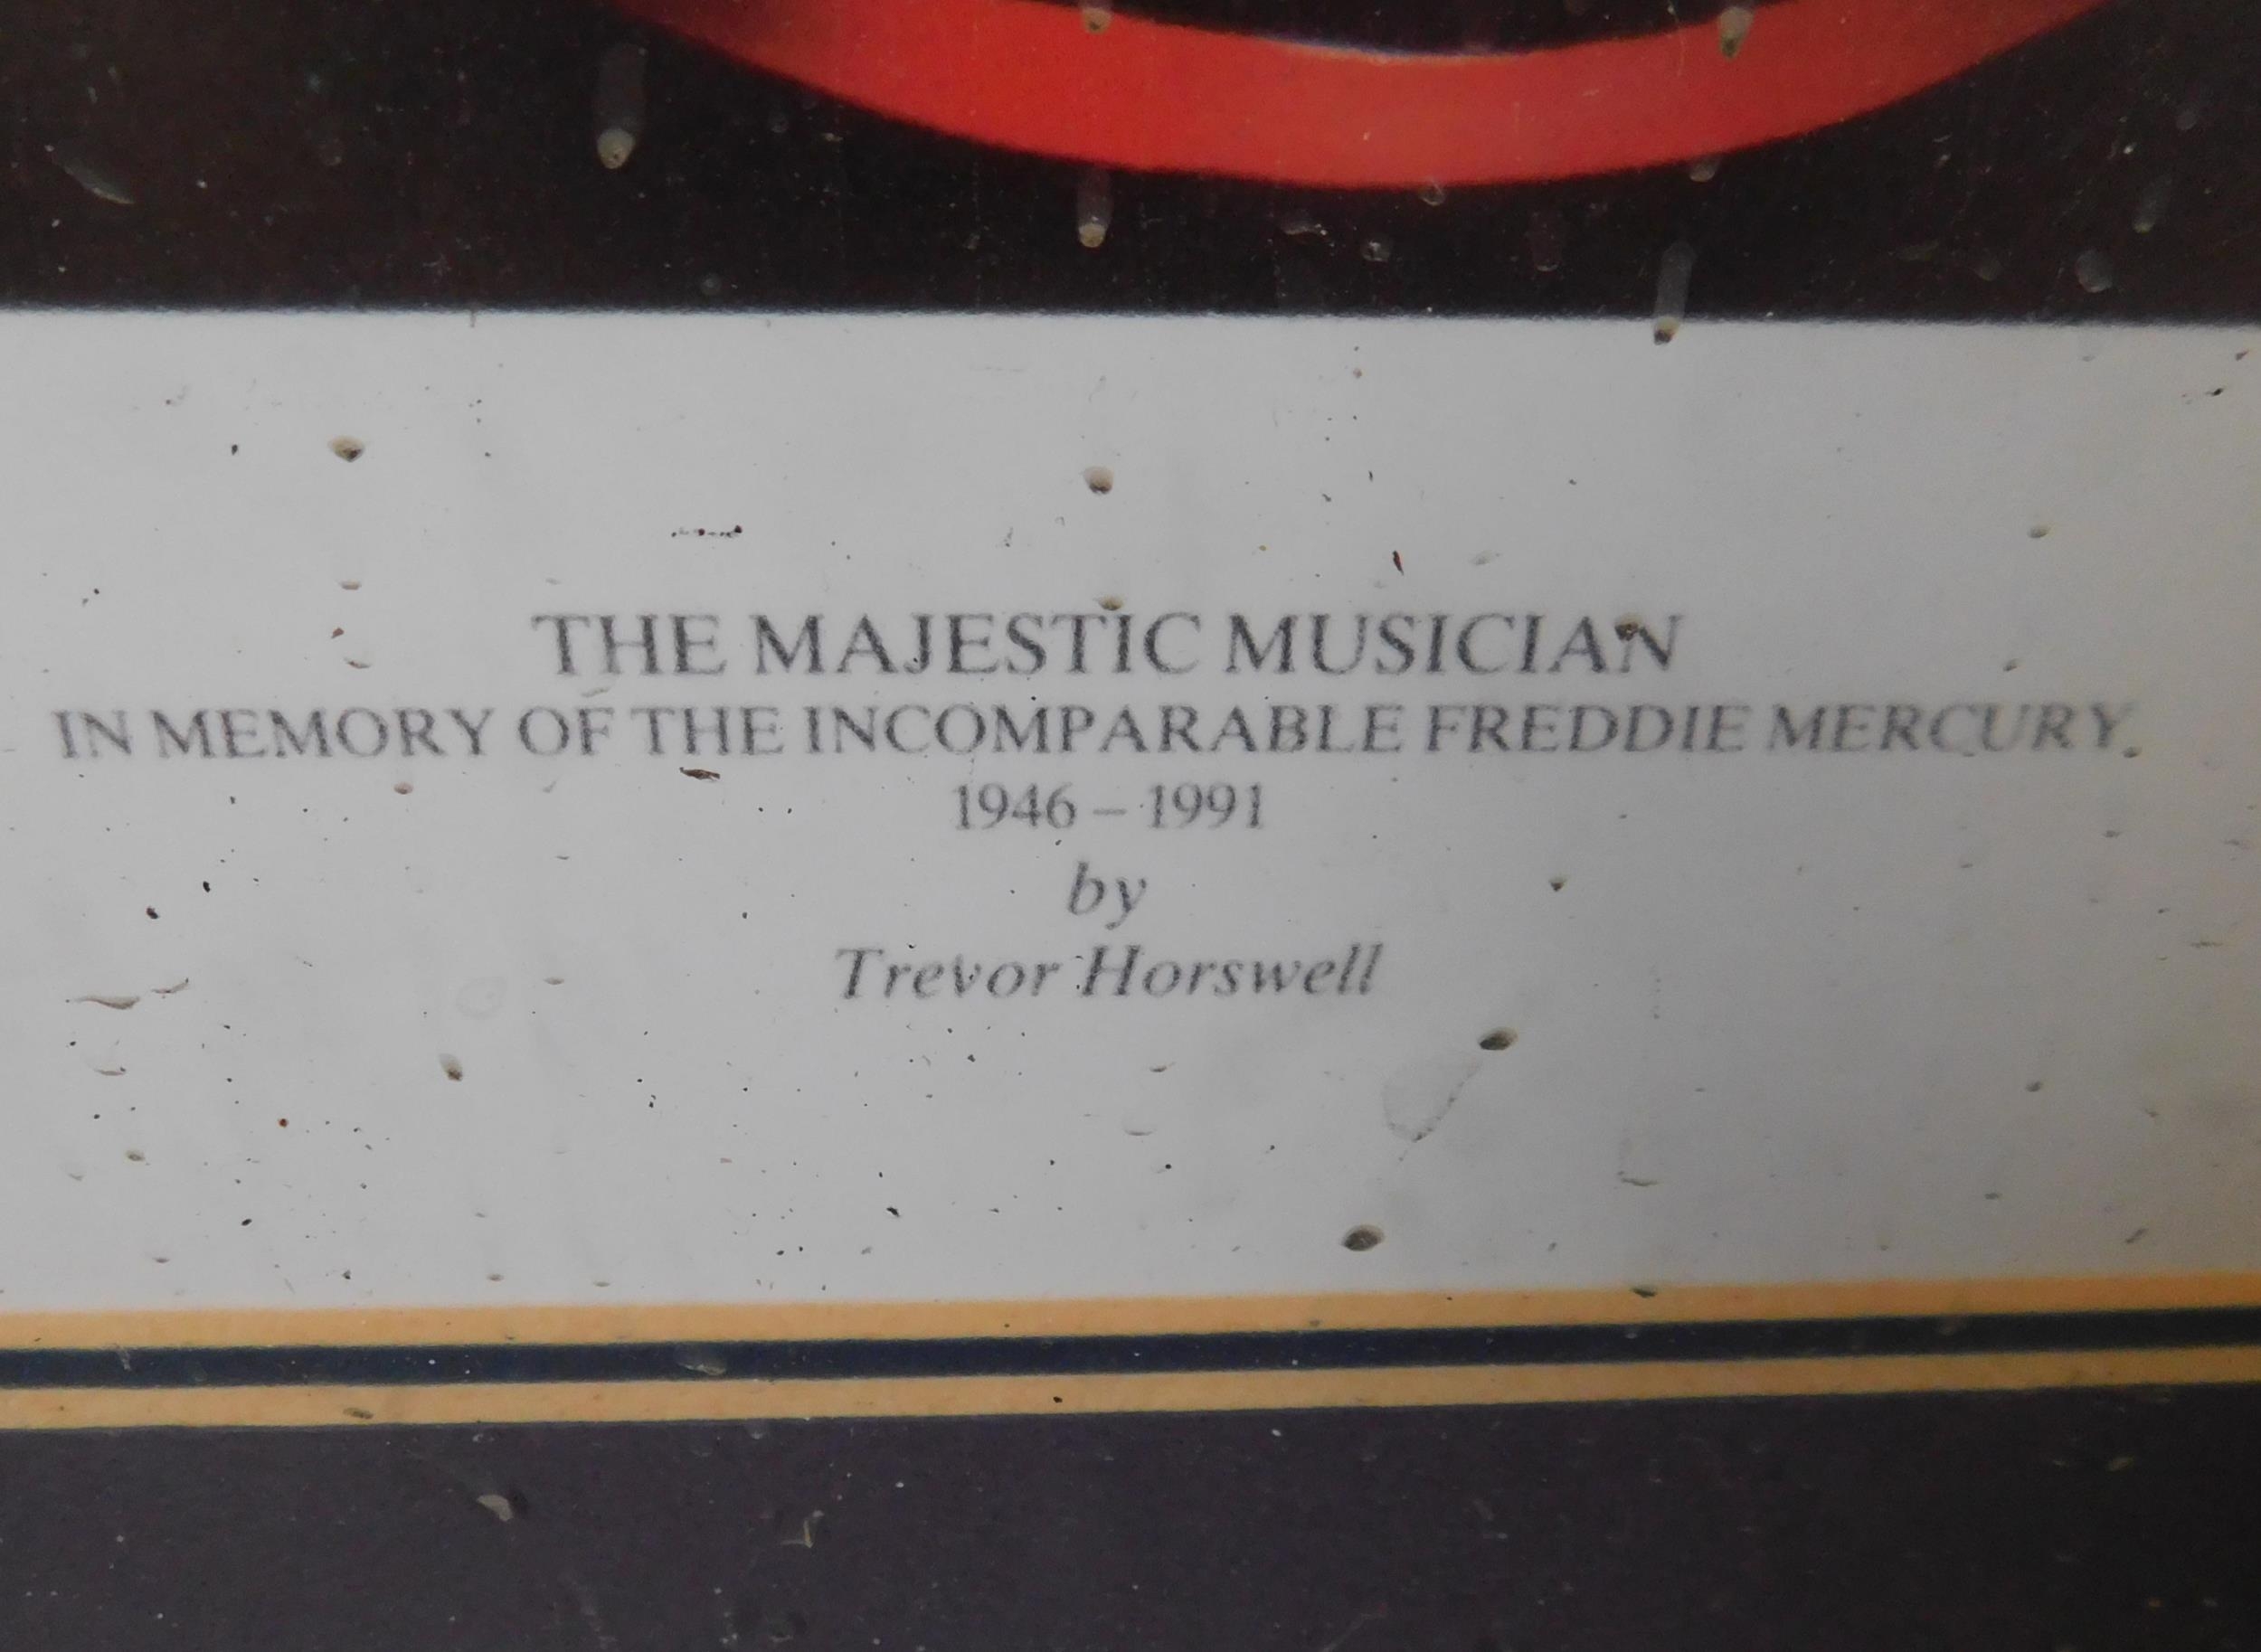 THE MAJESTIC MUSICIAN
IN MEMORY OF THE INCOMPARABLE FREDDIE MERCURY.
1946 – 1991
by
Trevor Horswell